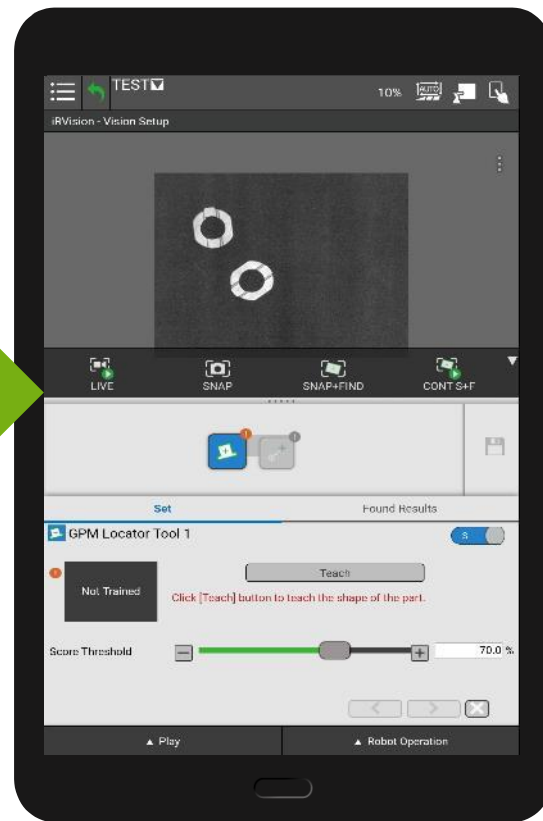 TEST
10% AUTO
iRVision - Vision Setup
LIVE SNAP SNAP+FIND CONT S+F
Set Found Results
GPM Locator Tool 1 S
Not Trained
Teach
Click [Teach] button to teach the shape of the part.
Score Threshold 70.0 %
Play Robot Operation